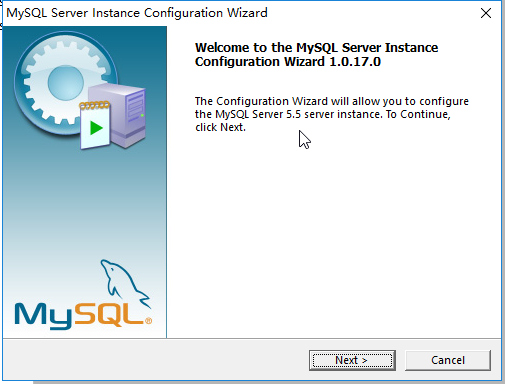 MySQL Server Instance Configuration Wizard
Welcome to the MySQL Server Instance
Configuration Wizard 1.0.17.0
The Configuration Wizard will allow you to configure
the MySQL Server 5.5 server instance. To Continue,
click Next.
MySQL®
Next >
Cancel